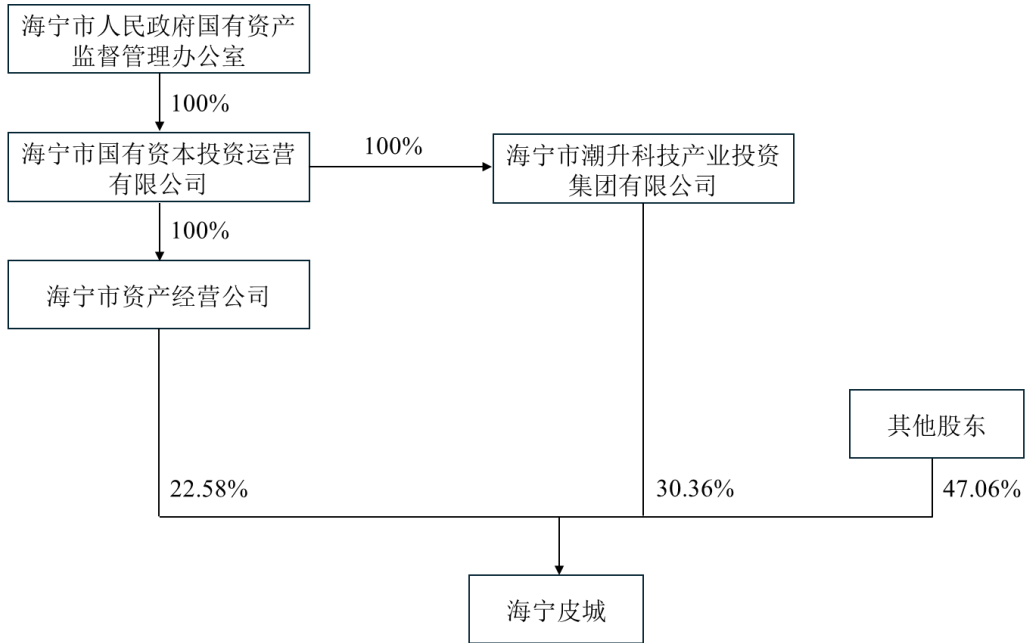 海宁市人民政府国有资产
监督管理办公室
100%
海宁市国有资本投资运营
有限公司
100%
海宁市潮升科技产业投资
集团有限公司
100%
海宁市资产经营公司
其他股东
22.58%
30.36%
47.06%
海宁皮城